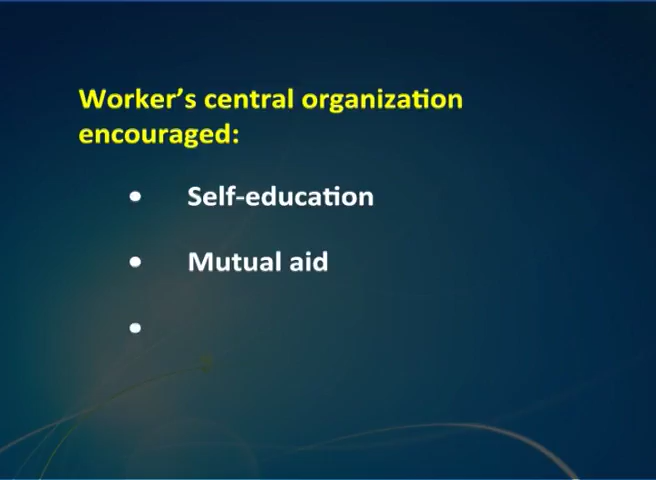 Worker's central organization
encouraged:
• Self-education
• Mutual aid
•